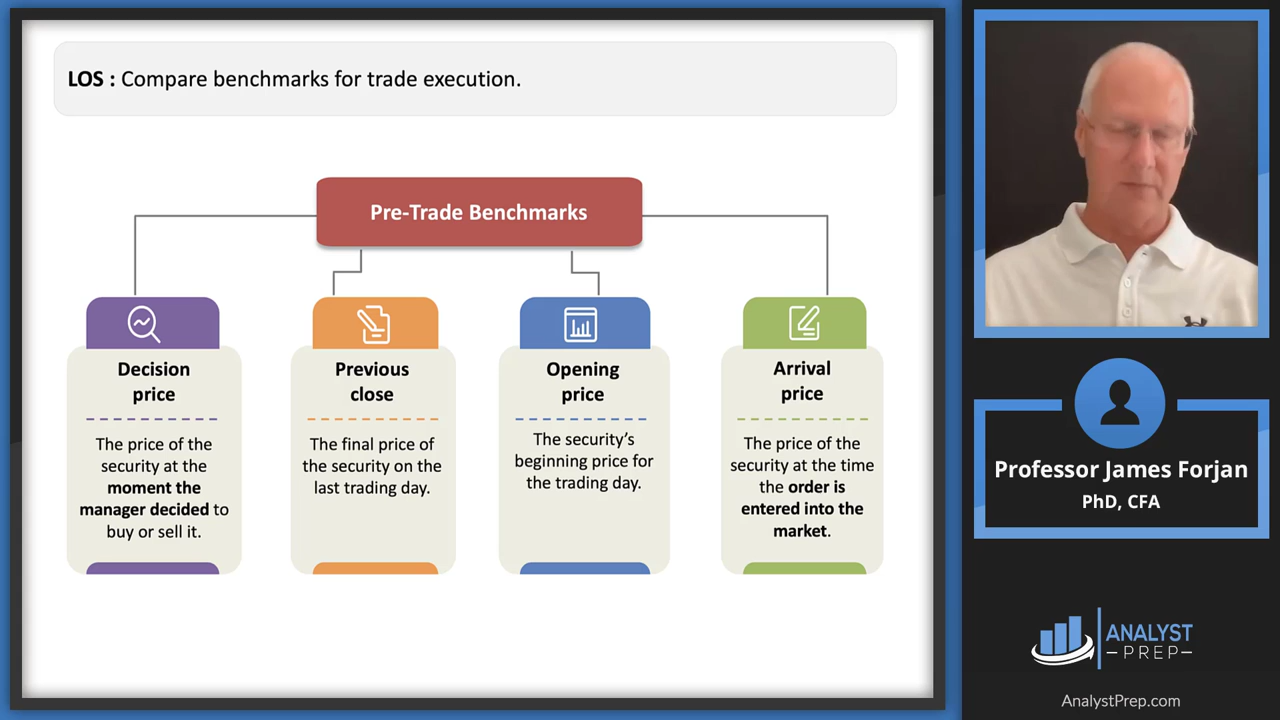 LOS : Compare benchmarks for trade execution.
Pre-Trade Benchmarks
Decision
price
The price of the
security at the
moment the
manager decided to
buy or sell it.
Previous
close
The final price of
the security on the
last trading day.
Opening
price
The security’s
beginning price for
the trading day.
Arrival
price
The price of the
security at the time
the order is
entered into the
market.
Professor James Forjan
PhD, CFA
ANALYST
PREP
AnalystPrep.com